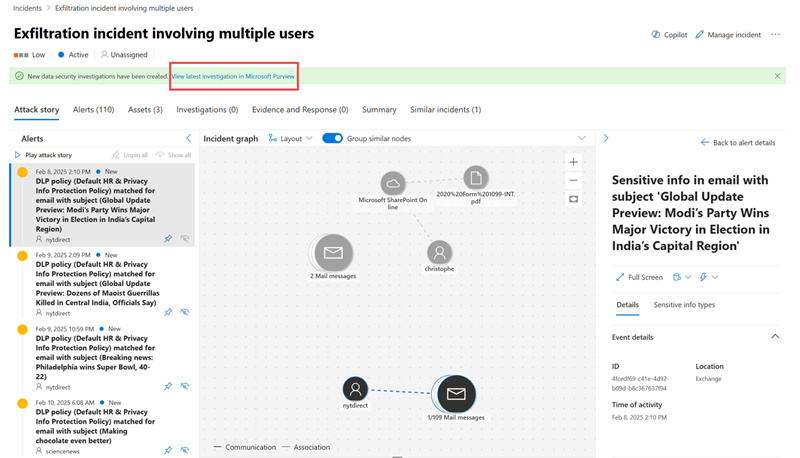 Incidents > Exfiltration incident involving multiple users
Exfiltration incident involving multiple users
Copilot
Manage incident
Low
Active
Unassigned
New data security investigations have been created. View latest investigation in Microsoft Purview
Attack story
Alerts (110)
Assets (3)
Investigations (0)
Evidence and Response (0)
Summary
Similar incidents (1)
Alerts
Play attack story
Unpin all
Show all
Feb 8, 2025 2:10 PM • New
DLP policy (Default HR & Privacy
Info Protection Policy) matched for
email with subject (Global Update
Preview: Modi's Party Wins Major
Victory in Election in India's Capital
Region)
nytdirect
Feb 9, 2025 2:09 PM • New
DLP policy (Default HR & Privacy
Info Protection Policy) matched for
email with subject (Global Update
Preview: Dozens of Maoist Guerrillas
Killed in Central India, Officials Say)
nytdirect
Feb 9, 2025 10:59 PM • New
DLP policy (Default HR & Privacy
Info Protection Policy) matched for
email with subject (Breaking news:
Philadelphia wins Super Bowl, 40-
22)
nytdirect
Feb 10, 2025 6:08 AM • New
DLP policy (Default HR & Privacy
Info Protection Policy) matched for
email with subject (Making
chocolate even better)
sciencenews
Incident graph
Layout
Group similar nodes
Microsoft SharePoint On
line
2020%20Form%201099-INT.
pdf
2 Mail messages
christophe
nytdirect
1/109 Mail messages
Communication
Association
Back to alert details
Sensitive info in email with
subject 'Global Update
Preview: Modi's Party Wins
Major Victory in Election in
India's Capital Region'
Full Screen
Details
Sensitive info types
Event details
ID
4fcedf69-c41e-4d92-
b09d-b8c367637f94
Location
Exchange
Time of activity
Feb 8, 2025 2:10 PM